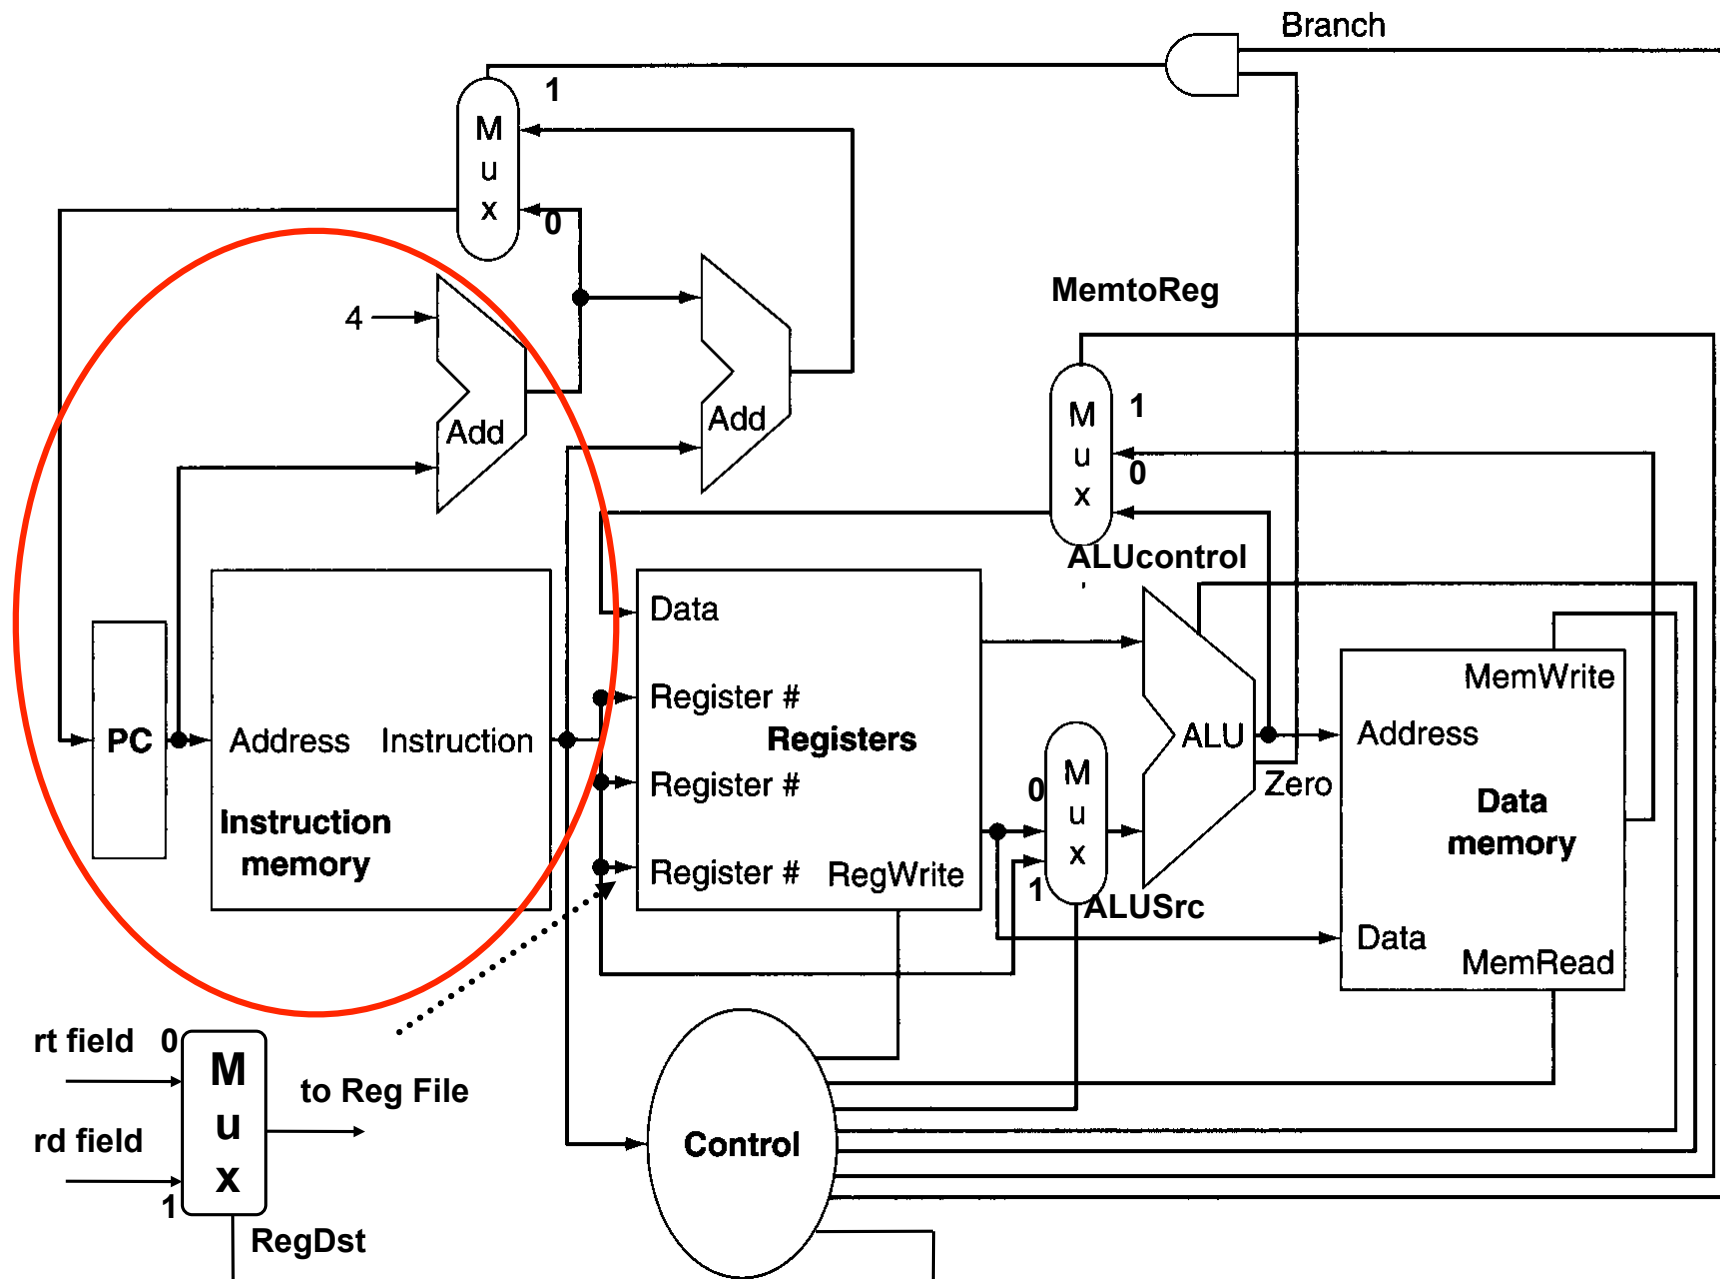 Branch
1
M
u
x
0
MemtoReg
4
Add
Add
M
u
x
1
0
ALUcontrol
Data
Register #
Registers
Register #
Register #
RegWrite
PC
Address
Instruction
Instruction
memory
0
M
u
x
1
ALUSrc
ALU
Zero
MemWrite
Address
Data
memory
Data
MemRead
rt field
0
M
u
x
to Reg File
rd field
1
RegDst
Control